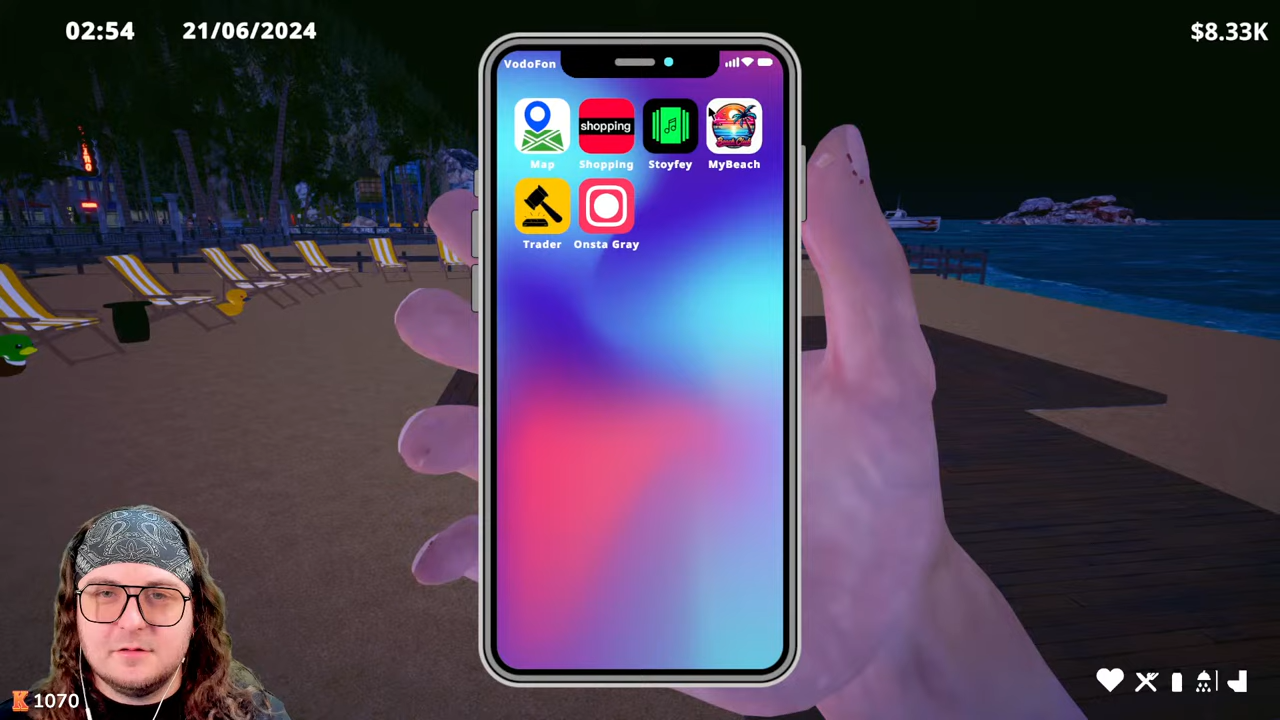 02:54 21/06/2024 $8.33K
VodoFon
shopping
Map Shopping Stoyfey MyBeach
Trader Onsta Gray
K 1070